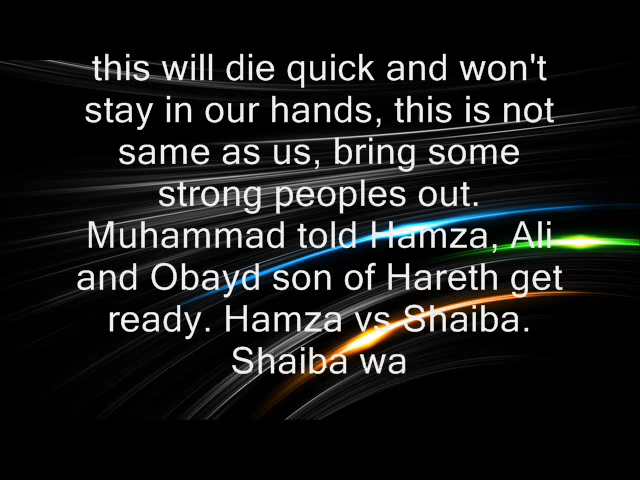 this will die quick and won't
stay in our hands, this is not
same as us, bring some
strong peoples out.
Muhammad told Hamza, Ali
and Obayd son of Hareth get
ready. Hamza vs Shaiba.
Shaiba wa